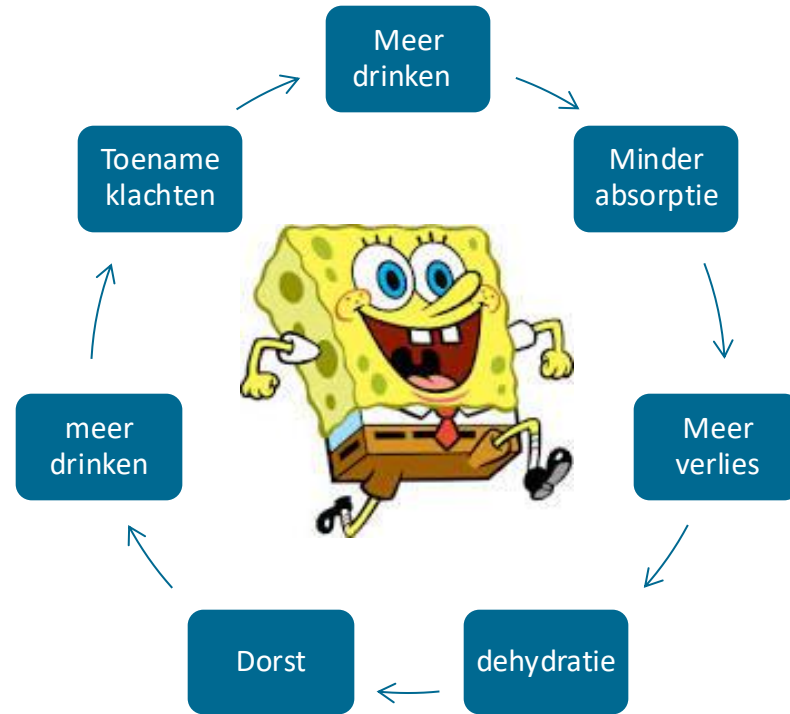 Meer
drinken
Minder
absorptie
Meer
verlies
dehydratie
Dorst
meer
drinken
Toename
klachten